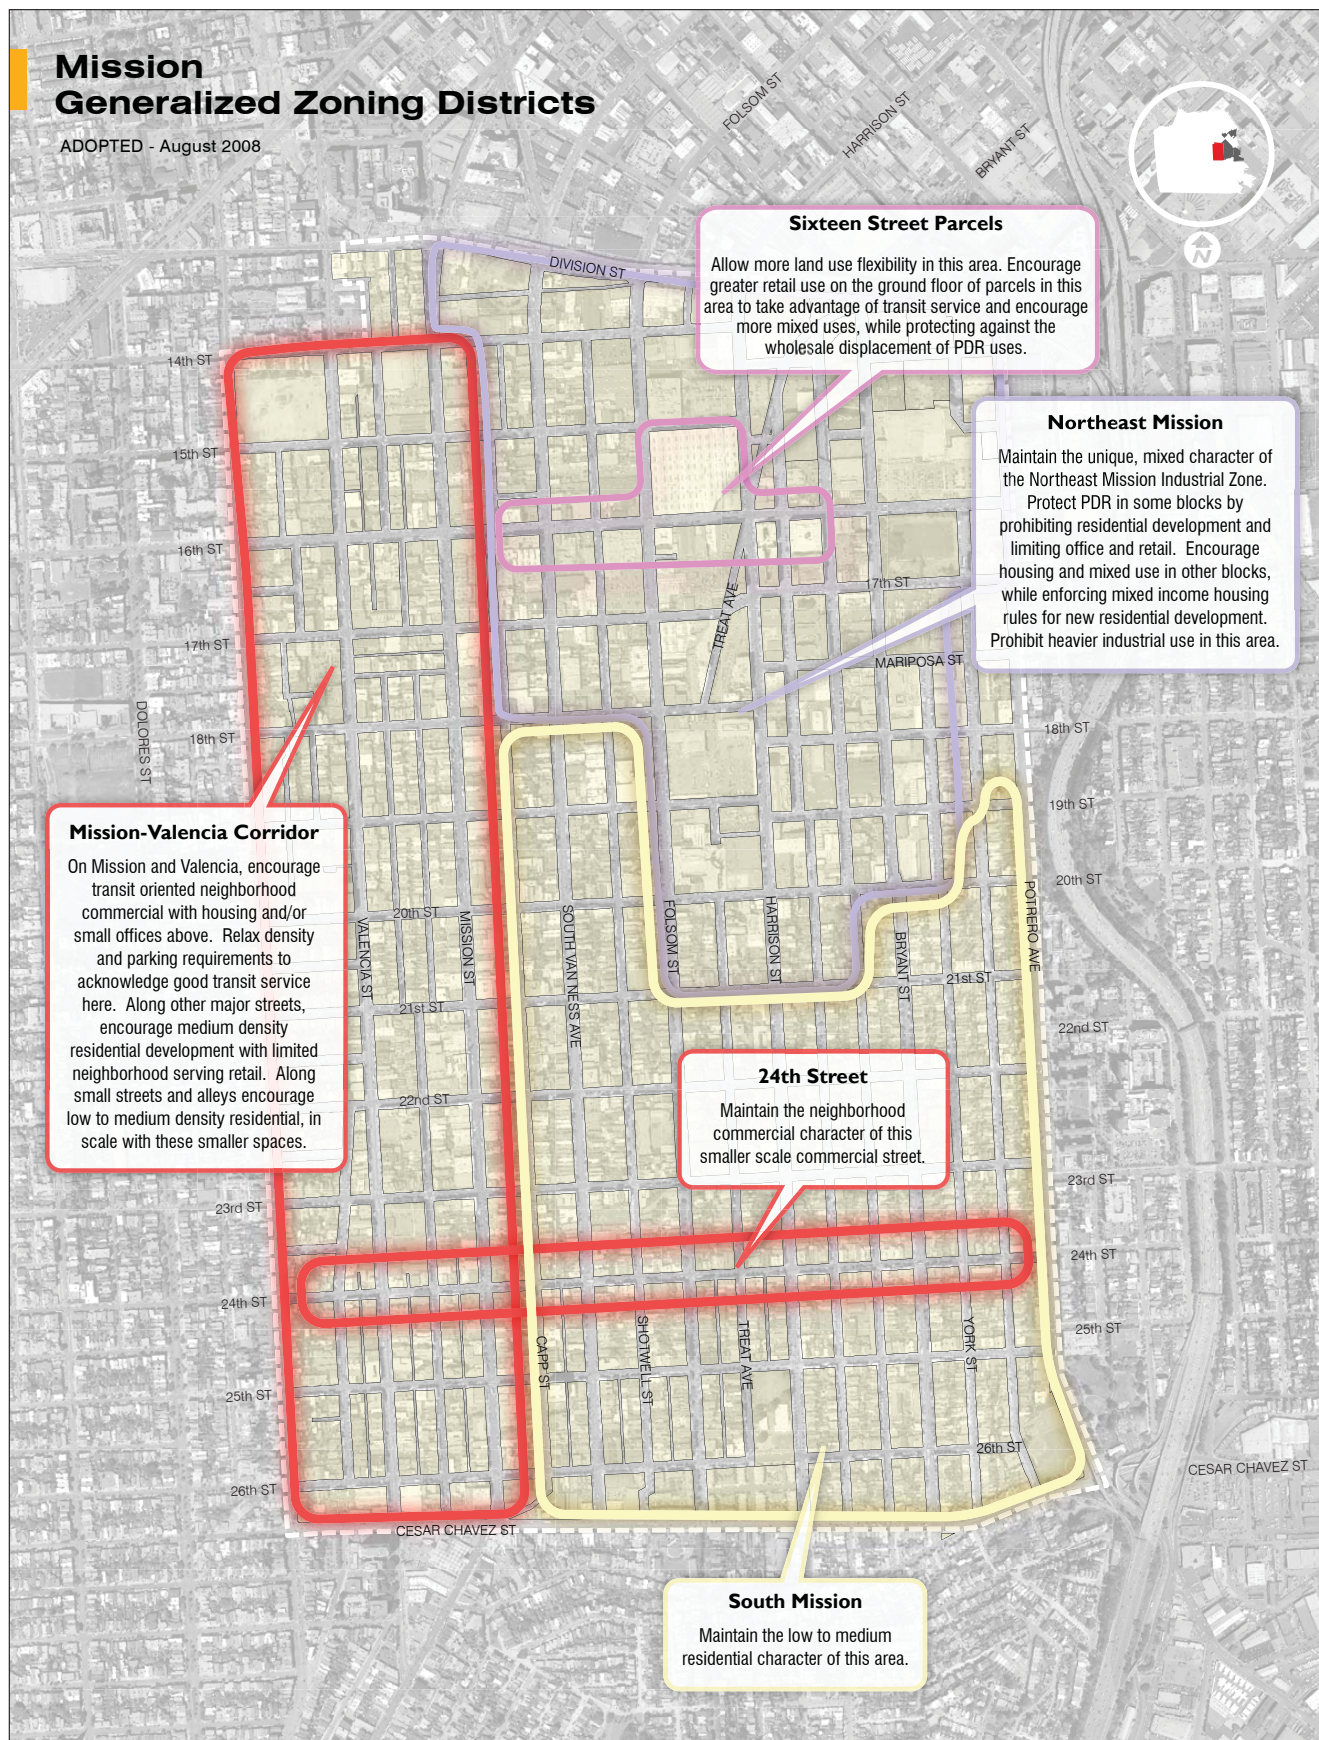 Mission
Generalized Zoning Districts
ADOPTED - August 2008
FOLSOM ST
HARRISON ST
BRYANT ST
N
Sixteen Street Parcels
Allow more land use flexibility in this area. Encourage
greater retail use on the ground floor of parcels in this
area to take advantage of transit service and encourage
more mixed uses, while protecting against the
wholesale displacement of PDR uses.
DIVISION ST
14th ST
Northeast Mission
Maintain the unique, mixed character of
the Northeast Mission Industrial Zone.
Protect PDR in some blocks by
prohibiting residential development and
limiting office and retail. Encourage
housing and mixed use in other blocks,
while enforcing mixed income housing
rules for new residential development.
Prohibit heavier industrial use in this area.
15th ST
16th ST
17th ST
TREAT AVE
17th ST
MARIPOSA ST
DOLORES ST
18th ST
18th ST
19th ST
Mission-Valencia Corridor
On Mission and Valencia, encourage
transit oriented neighborhood
commercial with housing and/or
small offices above. Relax density
and parking requirements to
acknowledge good transit service
here. Along other major streets,
encourage medium density
residential development with limited
neighborhood serving retail. Along
small streets and alleys encourage
low to medium density residential, in
scale with these smaller spaces.
20th ST
20th ST
VALENCIA ST
MISSION ST
SOUTH VAN NESS AVE
FOLSOM ST
HARRISON ST
BRYANT ST
POTRERO AVE
21st ST
21st ST
22nd ST
22nd ST
24th Street
Maintain the neighborhood
commercial character of this
smaller scale commercial street.
23rd ST
23rd ST
24th ST
24th ST
25th ST
CAPP ST
SHOTWELL ST
TREAT AVE
YORK ST
25th ST
26th ST
26th ST
CESAR CHAVEZ ST
CESAR CHAVEZ ST
South Mission
Maintain the low to medium
residential character of this area.